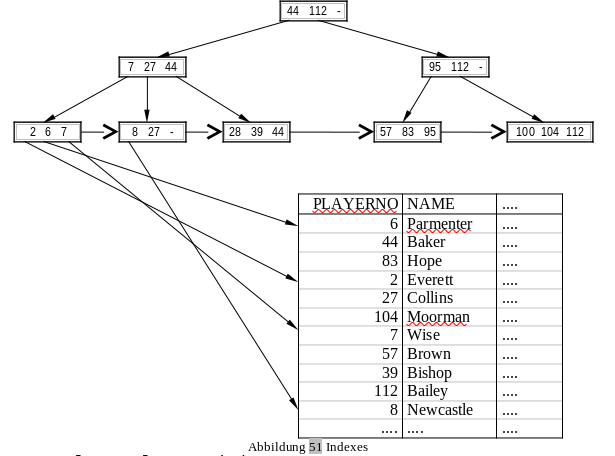 44 112 -
7 27 44
95 112 -
2 6 7
8 27 -
28 39 44
57 83 95
100 104 112
PLAYERNO NAME ....
6 Parmenter ....
44 Baker ....
83 Hope ....
2 Everett ....
27 Collins ....
104 Moorman ....
7 Wise ....
57 Brown ....
39 Bishop ....
112 Bailey ....
8 Newcastle ....
.... .... ....
Abbildung 51 Indexes